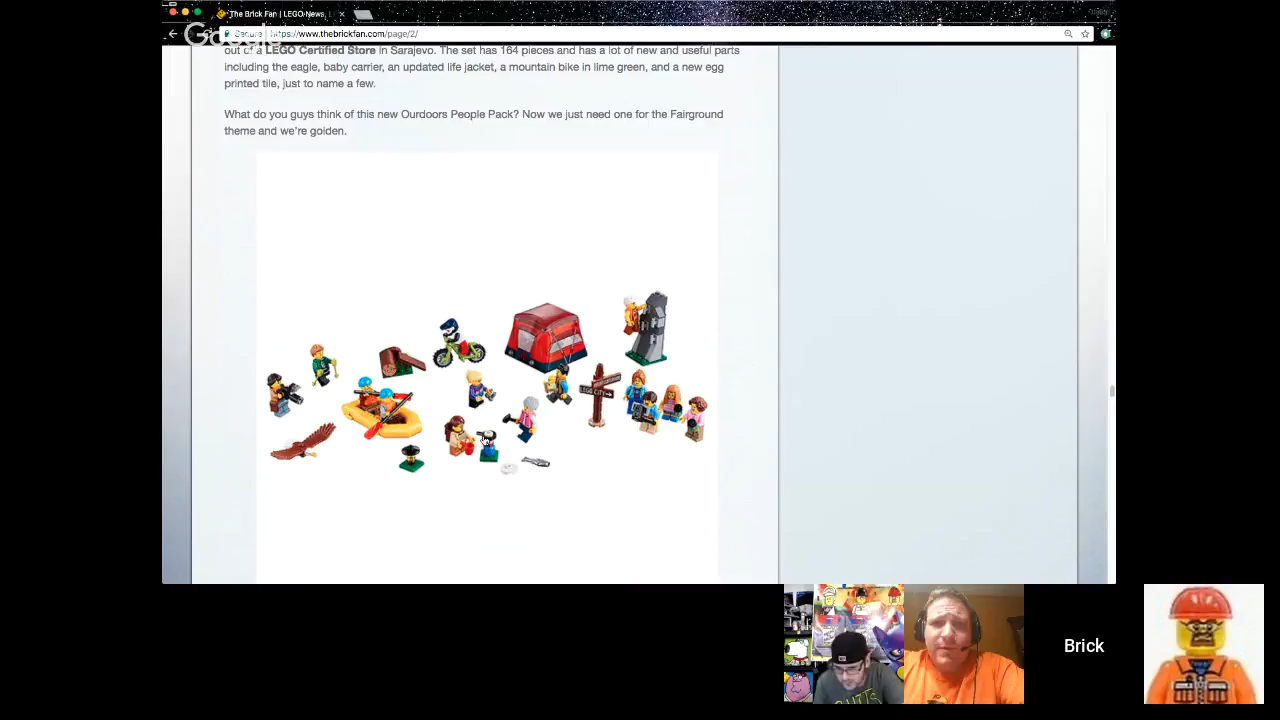 The Brick Fan | LEGO News,
Secure | https://www.thebrickfan.com/page/2/
out of a LEGO Certified Store in Sarajevo. The set has 164 pieces and has a lot of new and useful parts
including the eagle, baby carrier, an updated life jacket, a mountain bike in lime green, and a new egg
printed tile, just to name a few.
What do you guys think of this new Ourdoors People Pack? Now we just need one for the Fairground
theme and we're golden.
LEGO CITY
Brick